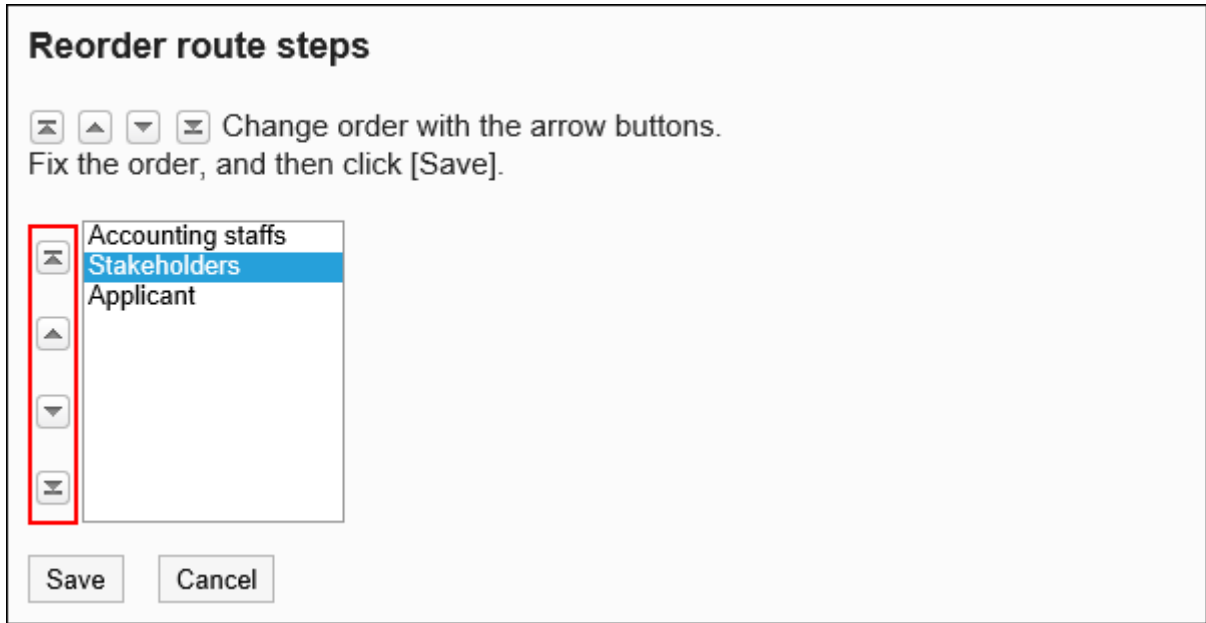 Reorder route steps
Change order with the arrow buttons.
Fix the order, and then click [Save].
Accounting staffs
Stakeholders
Applicant
Save
Cancel